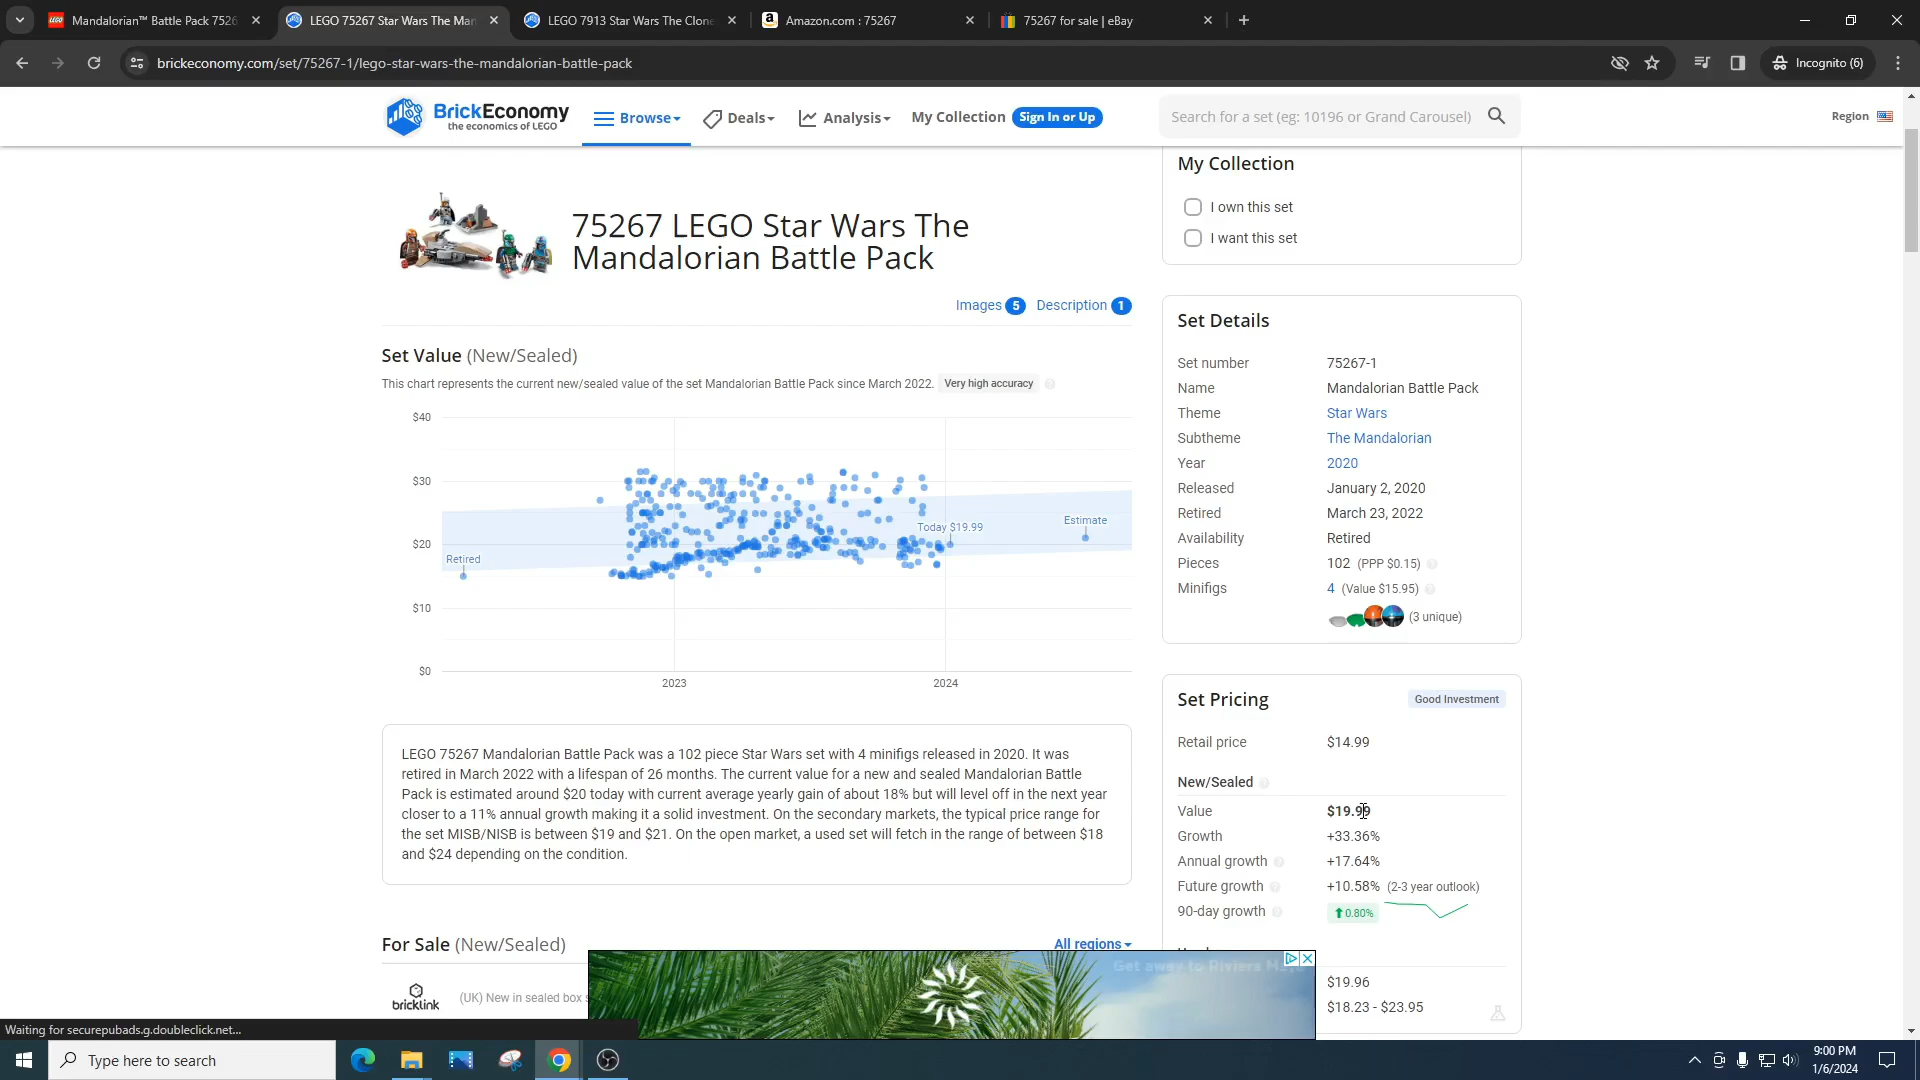 Mandalorian™ Battle Pack 7526
LEGO 75267 Star Wars The Man
LEGO 7913 Star Wars The Clone
Amazon.com : 75267
75267 for sale | eBay
brickeconomy.com/set/75267-1/lego-star-wars-the-mandalorian-battle-pack
Incognito (6)
BrickEconomy
the economics of LEGO
Browse
Deals
Analysis
My Collection
Sign In or Up
Search for a set (eg: 10196 or Grand Carousel)
Region
75267 LEGO Star Wars The
Mandalorian Battle Pack
Images 5
Description 1
Set Value (New/Sealed)
This chart represents the current new/sealed value of the set Mandalorian Battle Pack since March 2022.
Very high accuracy
$40
$30
$20
$10
$0
Retired
Today $19.99
Estimate
2023
2024
LEGO 75267 Mandalorian Battle Pack was a 102 piece Star Wars set with 4 minifigs released in 2020. It was
retired in March 2022 with a lifespan of 26 months. The current value for a new and sealed Mandalorian Battle
Pack is estimated around $20 today with current average yearly gain of about 18% but will level off in the next year
closer to a 11% annual growth making it a solid investment. On the secondary markets, the typical price range for
the set MISB/NISB is between $19 and $21. On the open market, a used set will fetch in the range of between $18
and $24 depending on the condition.
For Sale (New/Sealed)
All regions
bricklink
(UK) New in sealed box
My Collection
I own this set
I want this set
Set Details
Set number 75267-1
Name Mandalorian Battle Pack
Theme Star Wars
Subtheme The Mandalorian
Year 2020
Released January 2, 2020
Retired March 23, 2022
Availability Retired
Pieces 102 (PPP $0.15)
Minifigs 4 (Value $15.95)
(3 unique)
Set Pricing
Good Investment
Retail price $14.99
New/Sealed
Value $19.99
Growth +33.36%
Annual growth +17.64%
Future growth +10.58% (2-3 year outlook)
90-day growth 0.80%
$19.96
$18.23 - $23.95
Waiting for securepubads.g.doubleclick.net...
Type here to search
9:00 PM
1/6/2024